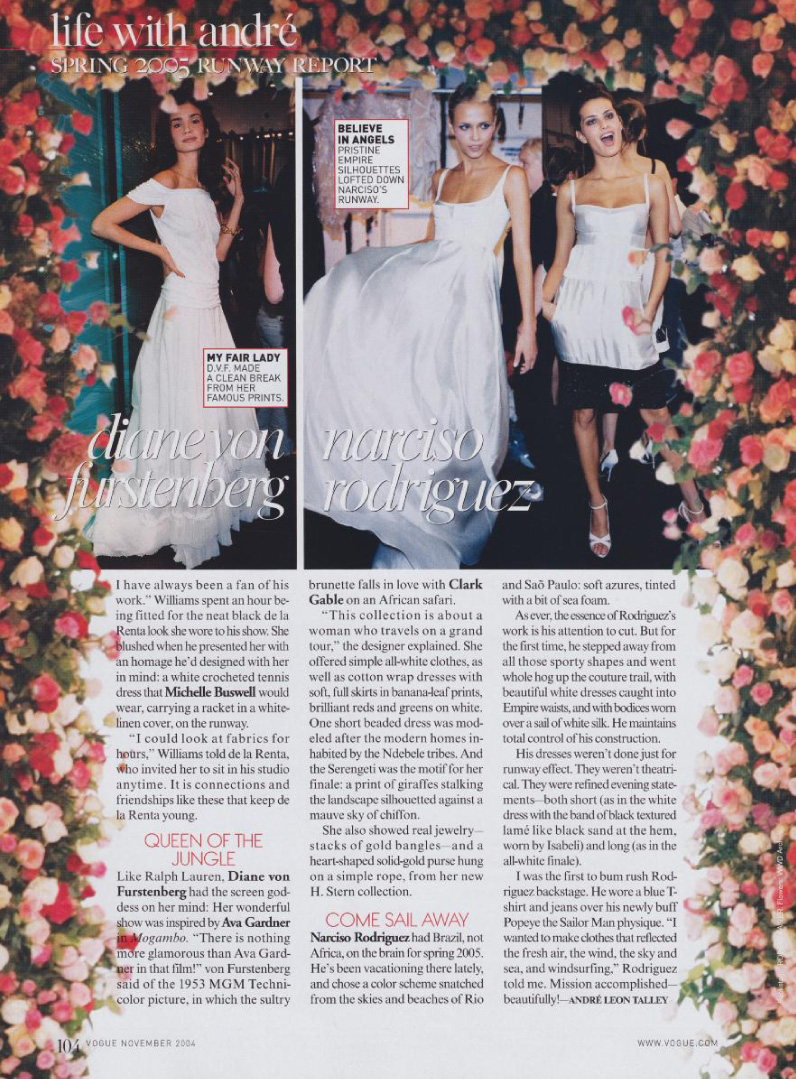 life with andré
SPRING 2005 RUNWAY REPORT
BELIEVE
IN ANGELS
PRISTINE
EMPIRE
SILHOUETTES
LOFTED DOWN
NARCISO'S
RUNWAY.
MY FAIR LADY
D.V.F. MADE
A CLEAN BREAK
FROM HER
FAMOUS PRINTS.
diane von
furstenberg
narciso
rodriguez
I have always been a fan of his
work.” Williams spent an hour be-
ing fitted for the neat black de la
Renta look she wore to his show. She
blushed when he presented her with
an homage he’d designed with her
in mind: a white crocheted tennis
dress that Michelle Buswell would
wear, carrying a racket in a white-
linen cover, on the runway.
“I could look at fabrics for
hours,” Williams told de la Renta,
who invited her to sit in his studio
anytime. It is connections and
friendships like these that keep de
la Renta young.
QUEEN OF THE
JUNGLE
Like Ralph Lauren, Diane von
Furstenberg had the screen god-
dess on her mind: Her wonderful
show was inspired by Ava Gardner
in Mogambo. “There is nothing
more glamorous than Ava Gard-
ner in that film!” von Furstenberg
said of the 1953 MGM Techni-
color picture, in which the sultry
brunette falls in love with Clark
Gable on an African safari.
“This collection is about a
woman who travels on a grand
tour,” the designer explained. She
offered simple all-white clothes, as
well as cotton wrap dresses with
soft, full skirts in banana-leaf prints,
brilliant reds and greens on white.
One short beaded dress was mod-
eled after the modern homes in-
habited by the Ndebele tribes. And
the Serengeti was the motif for her
finale: a print of giraffes stalking
the landscape silhouetted against a
mauve sky of chiffon.
She also showed real jewelry—
stacks of gold bangles—and a
heart-shaped solid-gold purse hung
on a simple rope, from her new
H. Stern collection.
COME SAIL AWAY
Narciso Rodriguez had Brazil, not
Africa, on the brain for spring 2005.
He’s been vacationing there lately,
and chose a color scheme snatched
from the skies and beaches of Rio
and Saõ Paulo: soft azures, tinted
with a bit of sea foam.
As ever, the essence of Rodriguez’s
work is his attention to cut. But for
the first time, he stepped away from
all those sporty shapes and went
whole hog up the couture trail, with
beautiful white dresses caught into
Empire waists, and with bodices worn
over a sail of white silk. He maintains
total control of his construction.
His dresses weren’t done just for
runway effect. They weren’t theatri-
cal. They were refined evening state-
ments—both short (as in the white
dress with the band of black textured
lamé like black sand at the hem,
worn by Isabeli) and long (as in the
all-white finale).
I was the first to bum rush Rod-
riguez backstage. He wore a blue T-
shirt and jeans over his newly buff
Popeye the Sailor Man physique. “I
wanted to make clothes that reflected
the fresh air, the wind, the sky and
sea, and windsurfing,” Rodriguez
told me. Mission accomplished—
beautifully!—ANDRÉ LEON TALLEY
104 VOGUE NOVEMBER 2004
WWW.VOGUE.COM